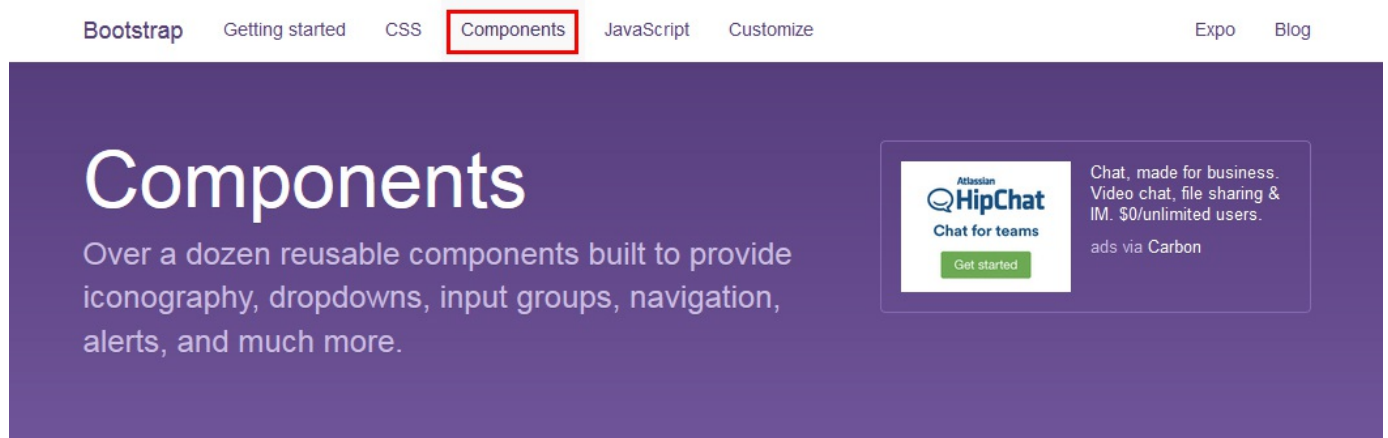 Bootstrap Getting started CSS Components JavaScript Customize Expo Blog
Components
Over a dozen reusable components built to provide
iconography, dropdowns, input groups, navigation,
alerts, and much more.
Atlassian
HipChat
Chat for teams
Get started
Chat, made for business.
Video chat, file sharing &
IM. $0/unlimited users.
ads via Carbon